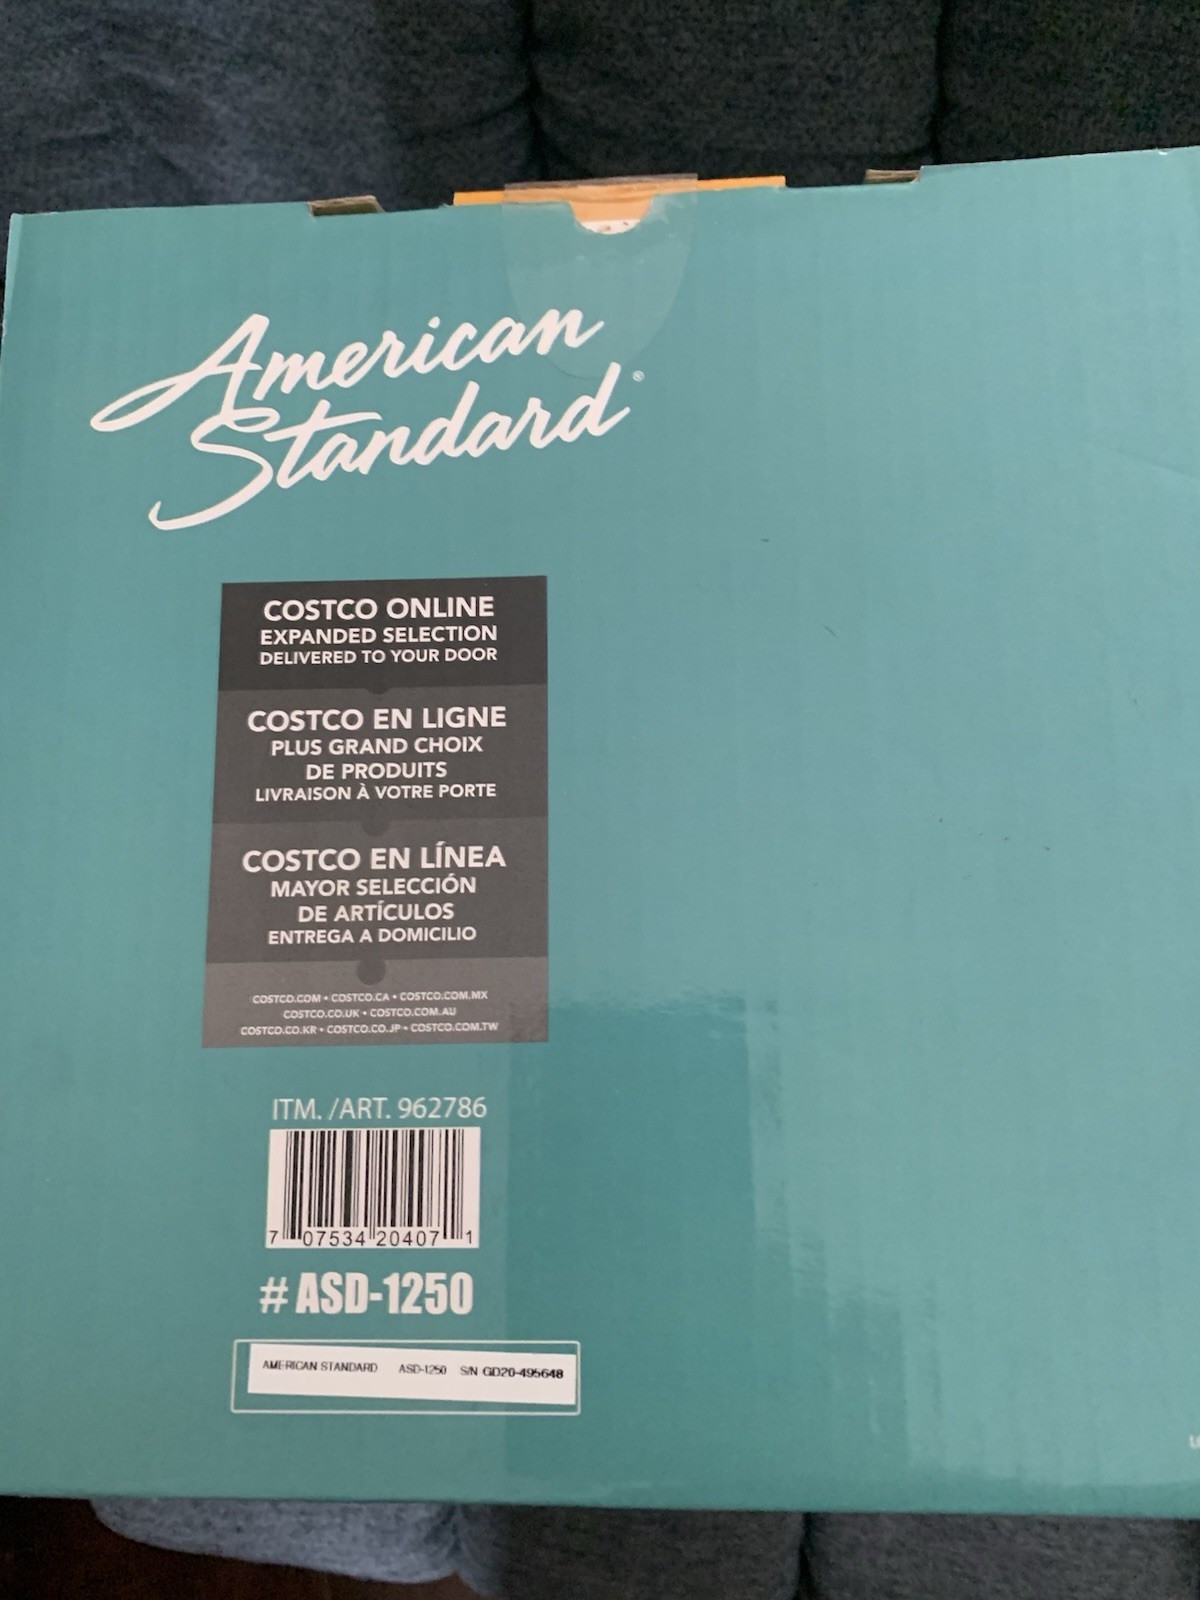 American
Standard®
COSTCO ONLINE
EXPANDED SELECTION
DELIVERED TO YOUR DOOR
COSTCO EN LIGNE
PLUS GRAND CHOIX
DE PRODUITS
LIVRAISON À VOTRE PORTE
COSTCO EN LÍNEA
MAYOR SELECCIÓN
DE ARTÍCULOS
ENTREGA A DOMICILIO
COSTCO.COM • COSTCO.CA • COSTCO.COM.MX
COSTCO.CO.UK • COSTCO.COM.AU
COSTCO.CO.KR • COSTCO.CO.JP • COSTCO.COM.TW
ITM. /ART. 962786
7 07534 20407 1
# ASD-1250
AMERICAN STANDARD ASD-1250 S/N GD20-495648